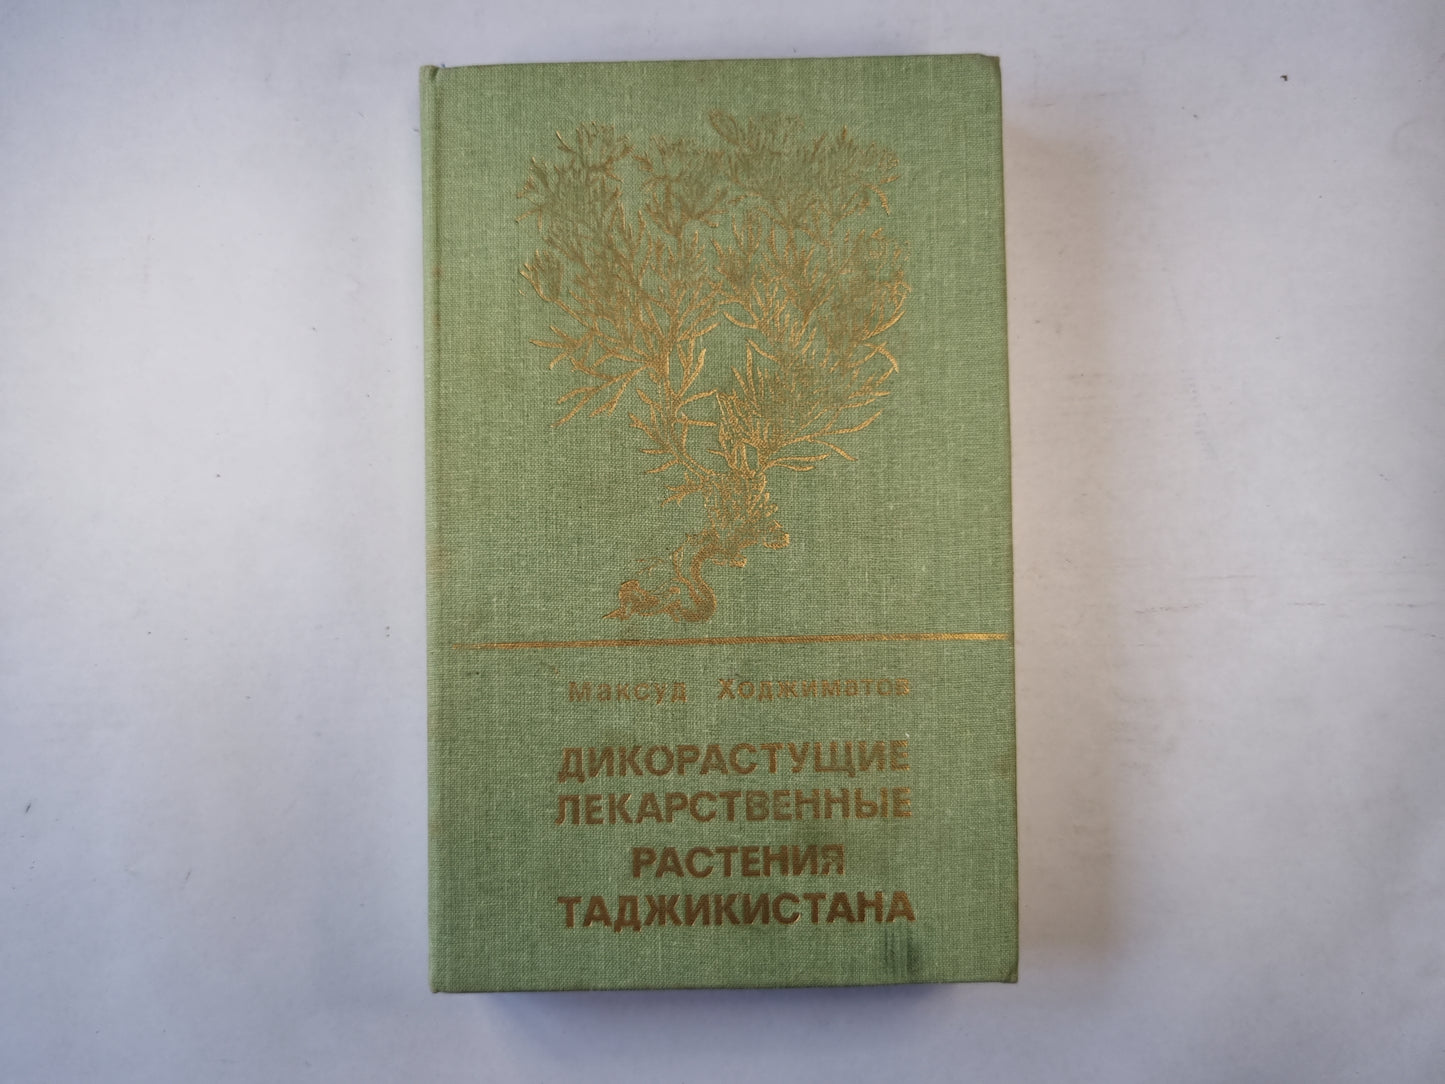 Максуд Ходжиматов
ДИКОРАСТУЩИЕ
ЛЕКАРСТВЕННЫЕ
РАСТЕНИЯ
ТАДЖИКИСТАНА